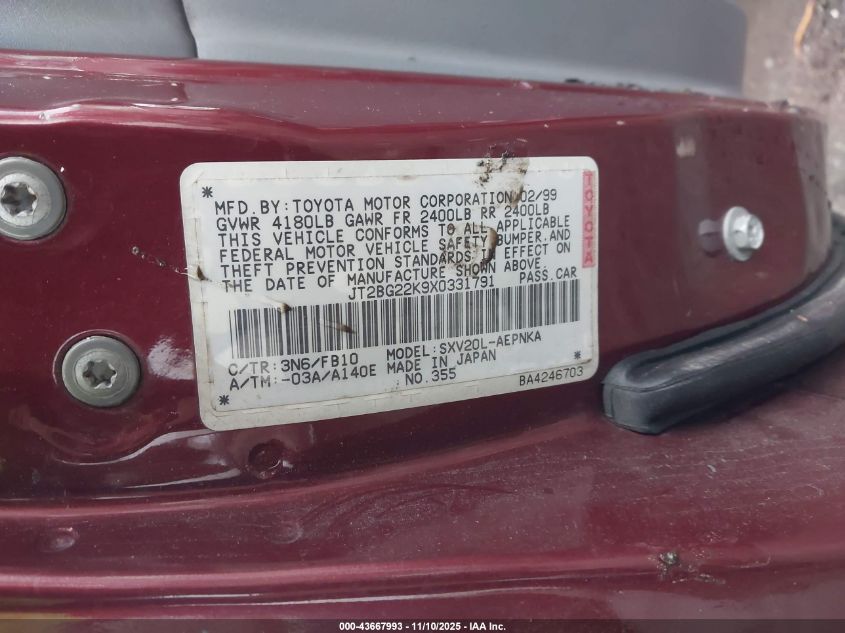 * MFD. BY: TOYOTA MOTOR CORPORATION 02/99
GVWR 4180LB GAWR FR 2400LB RR 2400LB
THIS VEHICLE CONFORMS TO ALL APPLICABLE
FEDERAL MOTOR VEHICLE SAFETY, BUMPER, AND
THEFT PREVENTION STANDARDS IN EFFECT ON
THE DATE OF MANUFACTURE SHOWN ABOVE.
JT2BG22K9X0331791 PASS. CAR
TOYOTA
C/TR: 3N6/FB10 MODEL: SXV20L-AEPNKA
A/TM: -03A/A140E MADE IN JAPAN
* NO. 355 BA4246703 *
000-43667993 - 11/10/2025 - IAA Inc.